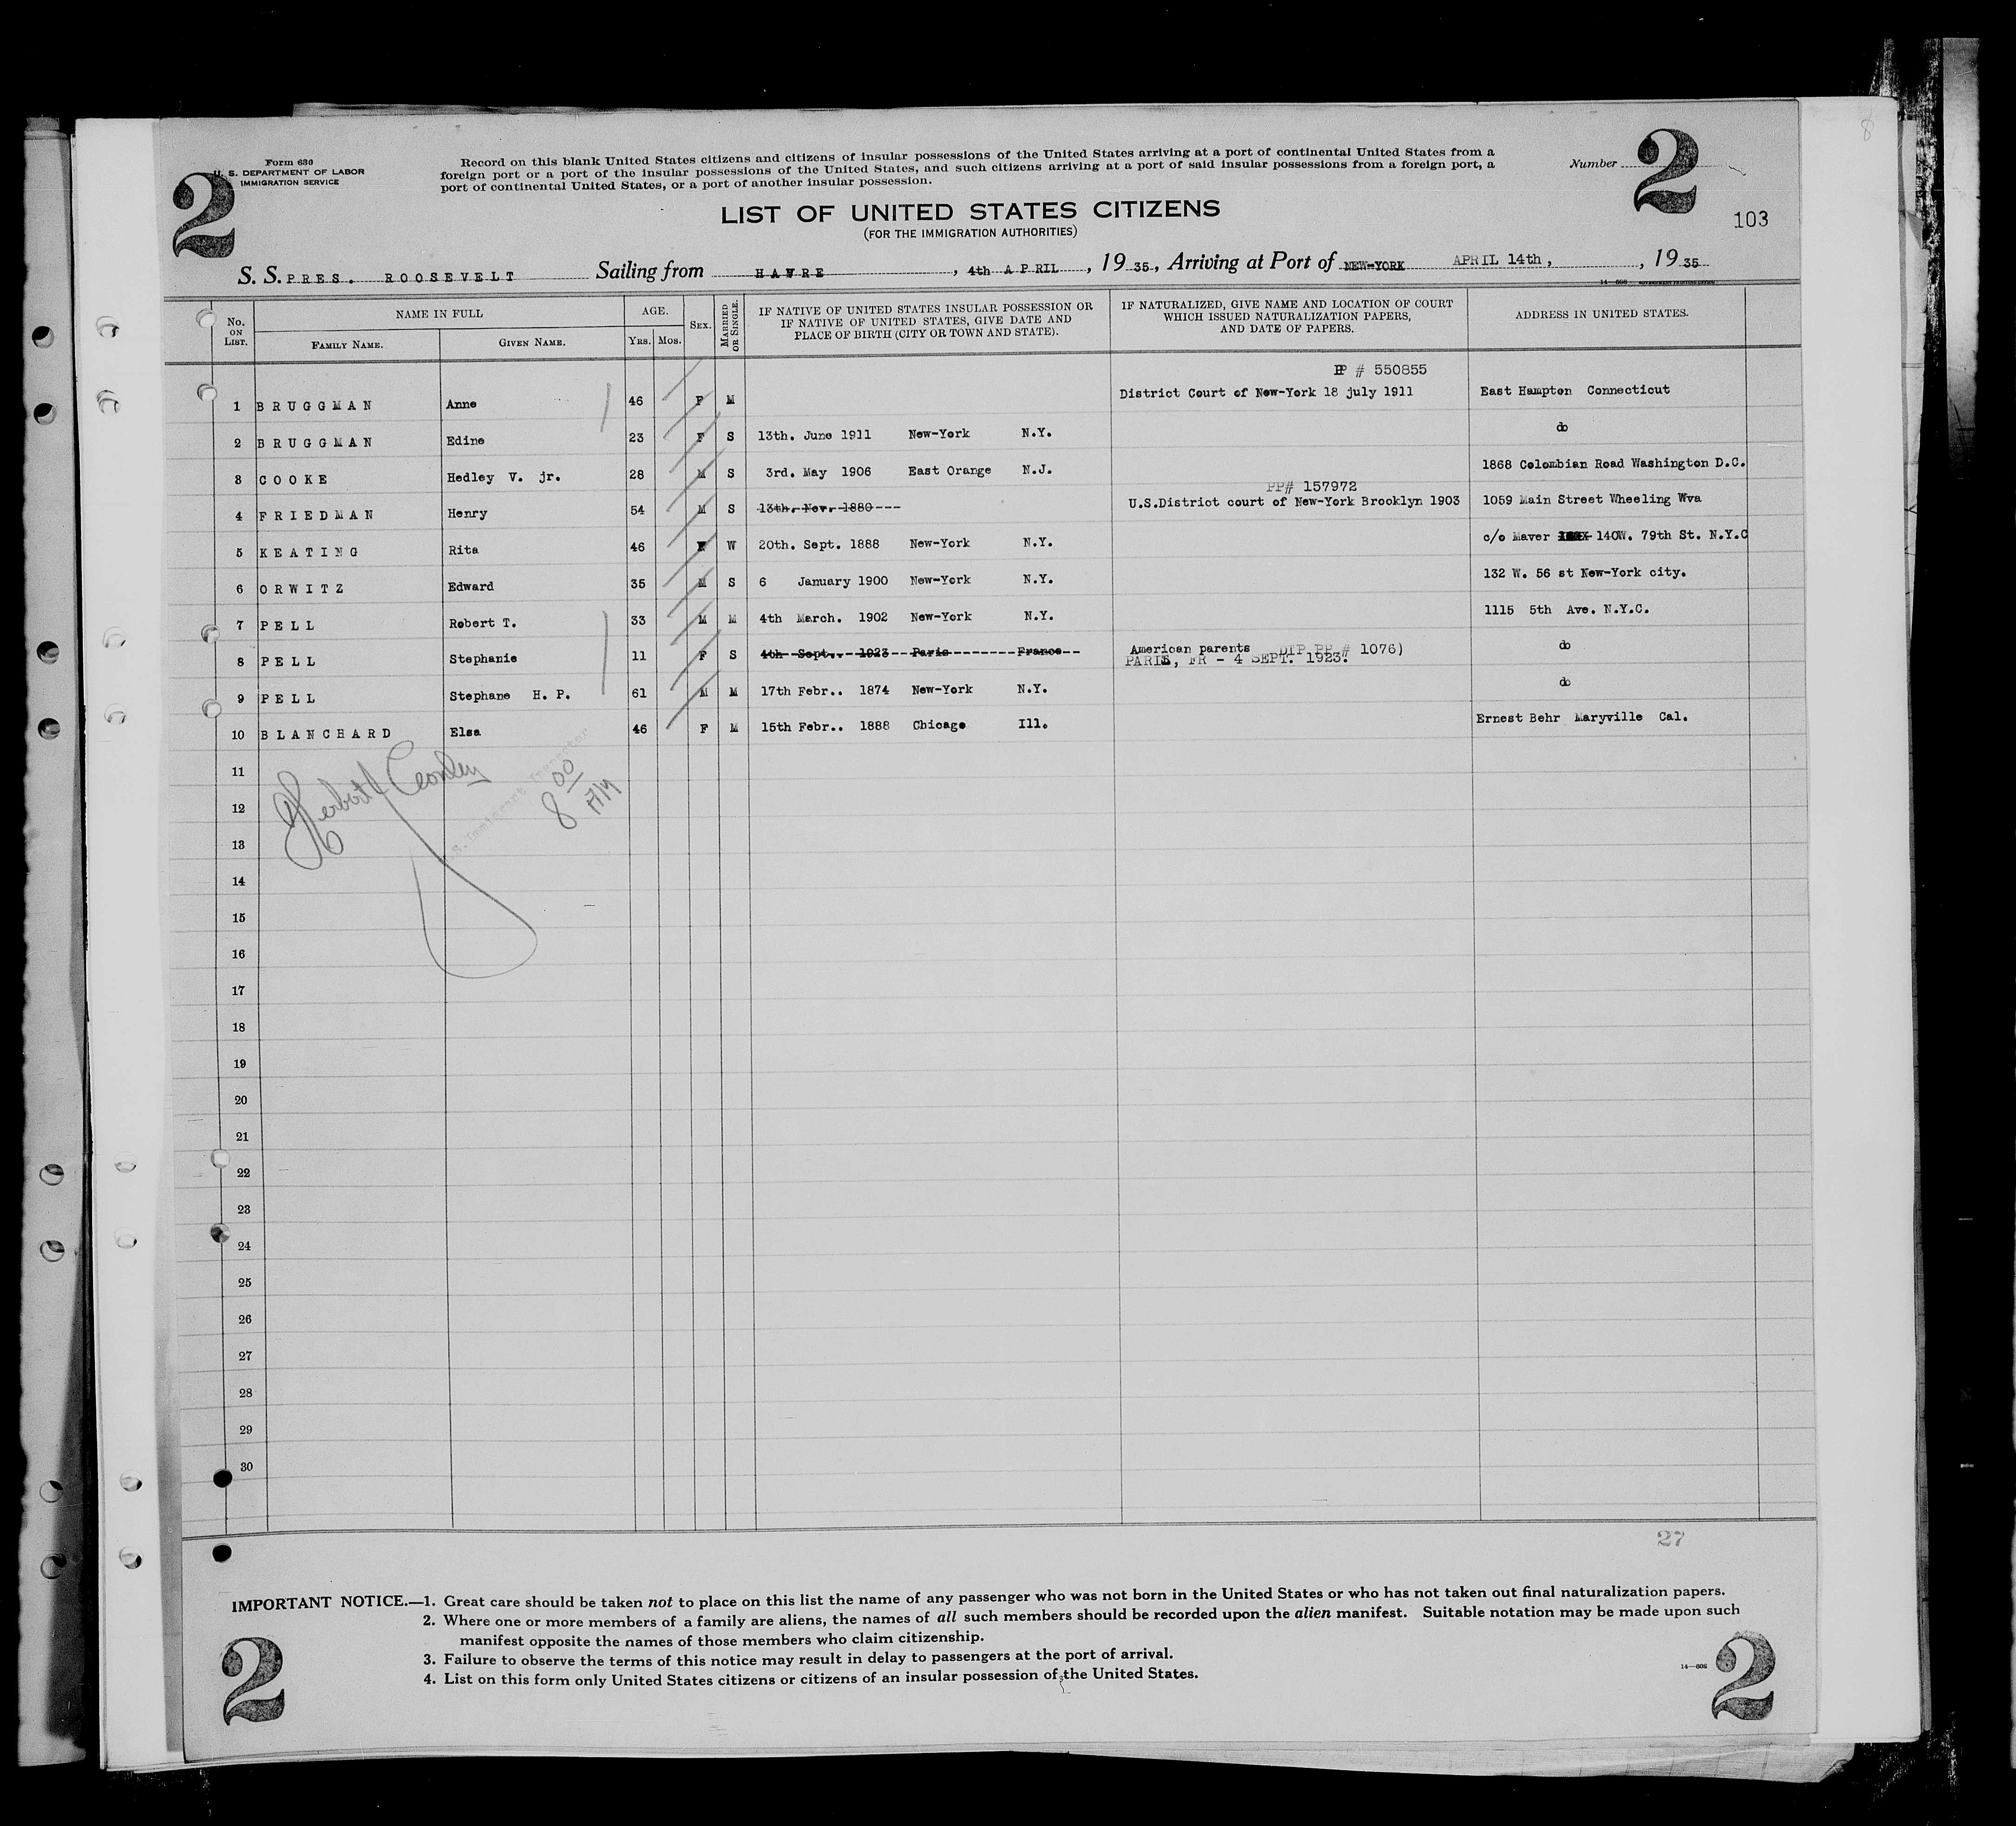 Form 630
U. S. DEPARTMENT OF LABOR
IMMIGRATION SERVICE
2
Record on this blank United States citizens and citizens of insular possessions of the United States arriving at a port of continental United States from a
foreign port or a port of the insular possessions of the United States, and such citizens arriving at a port of said insular possessions from a foreign port, a
port of continental United States, or a port of another insular possession.
Number
2
8
LIST OF UNITED STATES CITIZENS
(FOR THE IMMIGRATION AUTHORITIES)
103
S. S. PRES. ROOSEVELT Sailing from HAVRE, 4th APRIL, 1935, Arriving at Port of NEW-YORK APRIL 14th, , 1935
No. ON LIST. NAME IN FULL AGE. SEX. MARRIED OR SINGLE. IF NATIVE OF UNITED STATES INSULAR POSSESSION OR IF NATIVE OF UNITED STATES, GIVE DATE AND PLACE OF BIRTH (CITY OR TOWN AND STATE). IF NATURALIZED, GIVE NAME AND LOCATION OF COURT WHICH ISSUED NATURALIZATION PAPERS, AND DATE OF PAPERS. ADDRESS IN UNITED STATES.
FAMILY NAME. GIVEN NAME. YRS. MOS.
PP # 550855
1 BRUGGMAN Anne 46 F M District Court of New-York 18 july 1911 East Hampton Connecticut
2 BRUGGMAN Edine 23 F S 13th. June 1911 New-York N.Y. do
3 COOKE Hedley V. jr. 28 M S 3rd. May 1906 East Orange N.J. 1868 Colombian Road Washington D.C.
PP# 157972
4 FRIEDMAN Henry 54 M S 13th. Nov. 1880--- U.S.District court of New-York Brooklyn 1903 1059 Main Street Wheeling Wva
5 KEATING Rita 46 F W 20th. Sept. 1888 New-York N.Y. c/o Maver 140W. 79th St. N.Y.C
6 ORWITZ Edward 35 M S 6 January 1900 New-York N.Y. 132 W. 56 st New-York city.
7 PELL Robert T. 33 M M 4th March. 1902 New-York N.Y. 1115 5th Ave. N.Y.C.
8 PELL Stephanie 11 F S 4th Sept.. 1923 Paris France American parents DIP PP # 1076) do
PARIS, FR - 4 SEPT. 1923.
9 PELL Stephane H. P. 61 M M 17th Febr.. 1874 New-York N.Y. do
10 BLANCHARD Elsa 46 F M 15th Febr.. 1888 Chicago Ill. Ernest Behr Maryville Cal.
11
12
8 00 AM
Immigrant Inspector
13
14
15
16
17
18
19
20
21
22
23
24
25
26
27
28
29
30
27
IMPORTANT NOTICE.—1. Great care should be taken not to place on this list the name of any passenger who was not born in the United States or who has not taken out final naturalization papers.
2. Where one or more members of a family are aliens, the names of all such members should be recorded upon the alien manifest. Suitable notation may be made upon such
manifest opposite the names of those members who claim citizenship.
3. Failure to observe the terms of this notice may result in delay to passengers at the port of arrival.
4. List on this form only United States citizens or citizens of an insular possession of the United States.
2
14—608
2